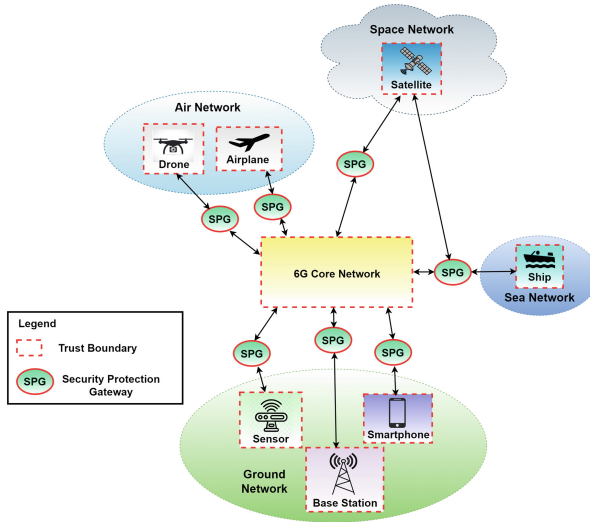 Space Network
Satellite
Air Network
Drone
Airplane
SPG
SPG
SPG
6G Core Network
SPG
Ship
Sea Network
Legend
Trust Boundary
SPG
Security Protection
Gateway
SPG
SPG
SPG
Sensor
Smartphone
Ground
Network
Base Station